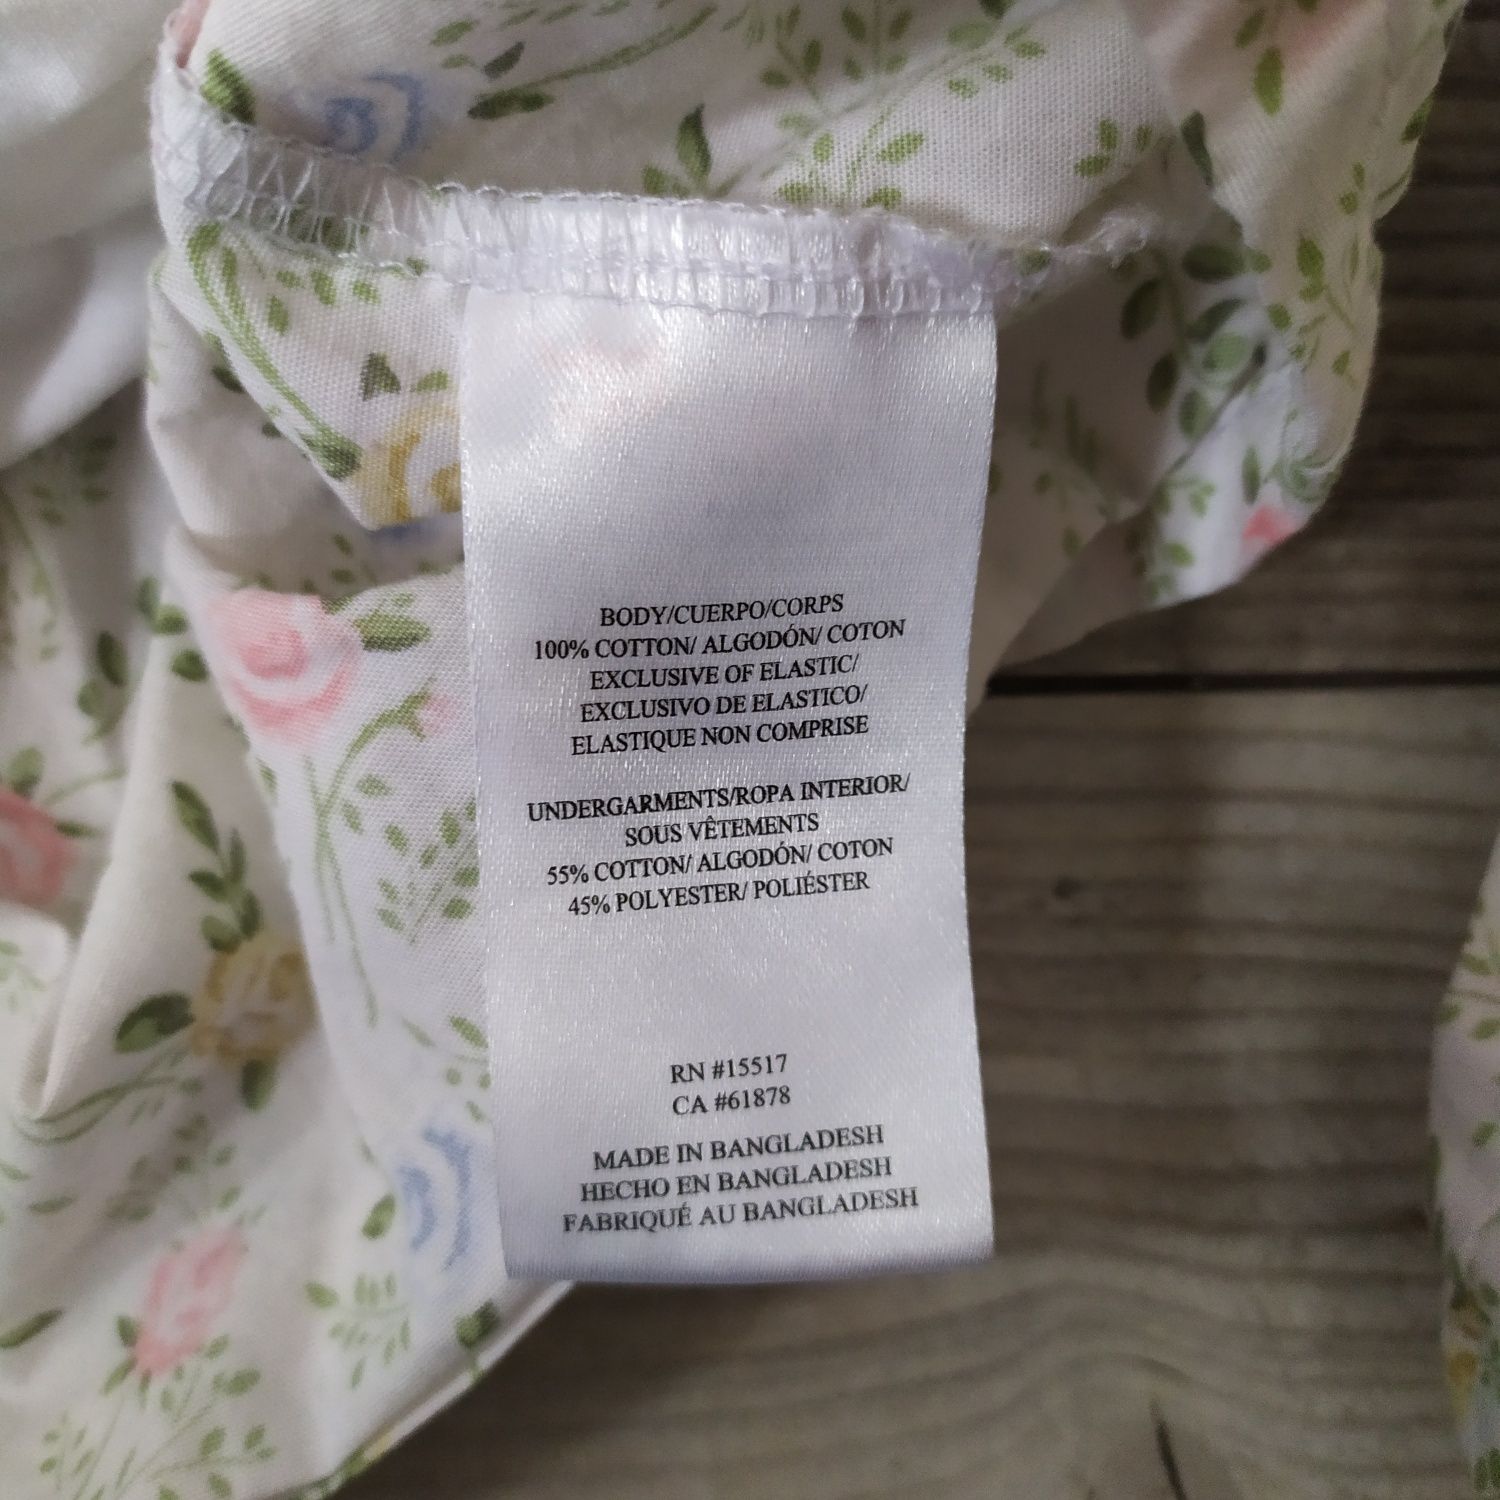 BODY/CUERPO/CORPS
100% COTTON/ ALGODÓN/ COTON
EXCLUSIVE OF ELASTIC/
EXCLUSIVO DE ELASTICO/
ELASTIQUE NON COMPRISE
UNDERGARMENTS/ROPA INTERIOR/
SOUS VÊTEMENTS
55% COTTON/ ALGODÓN/ COTON
45% POLYESTER/ POLIÉSTER
RN #15517
CA #61878
MADE IN BANGLADESH
HECHO EN BANGLADESH
FABRIQUÉ AU BANGLADESH